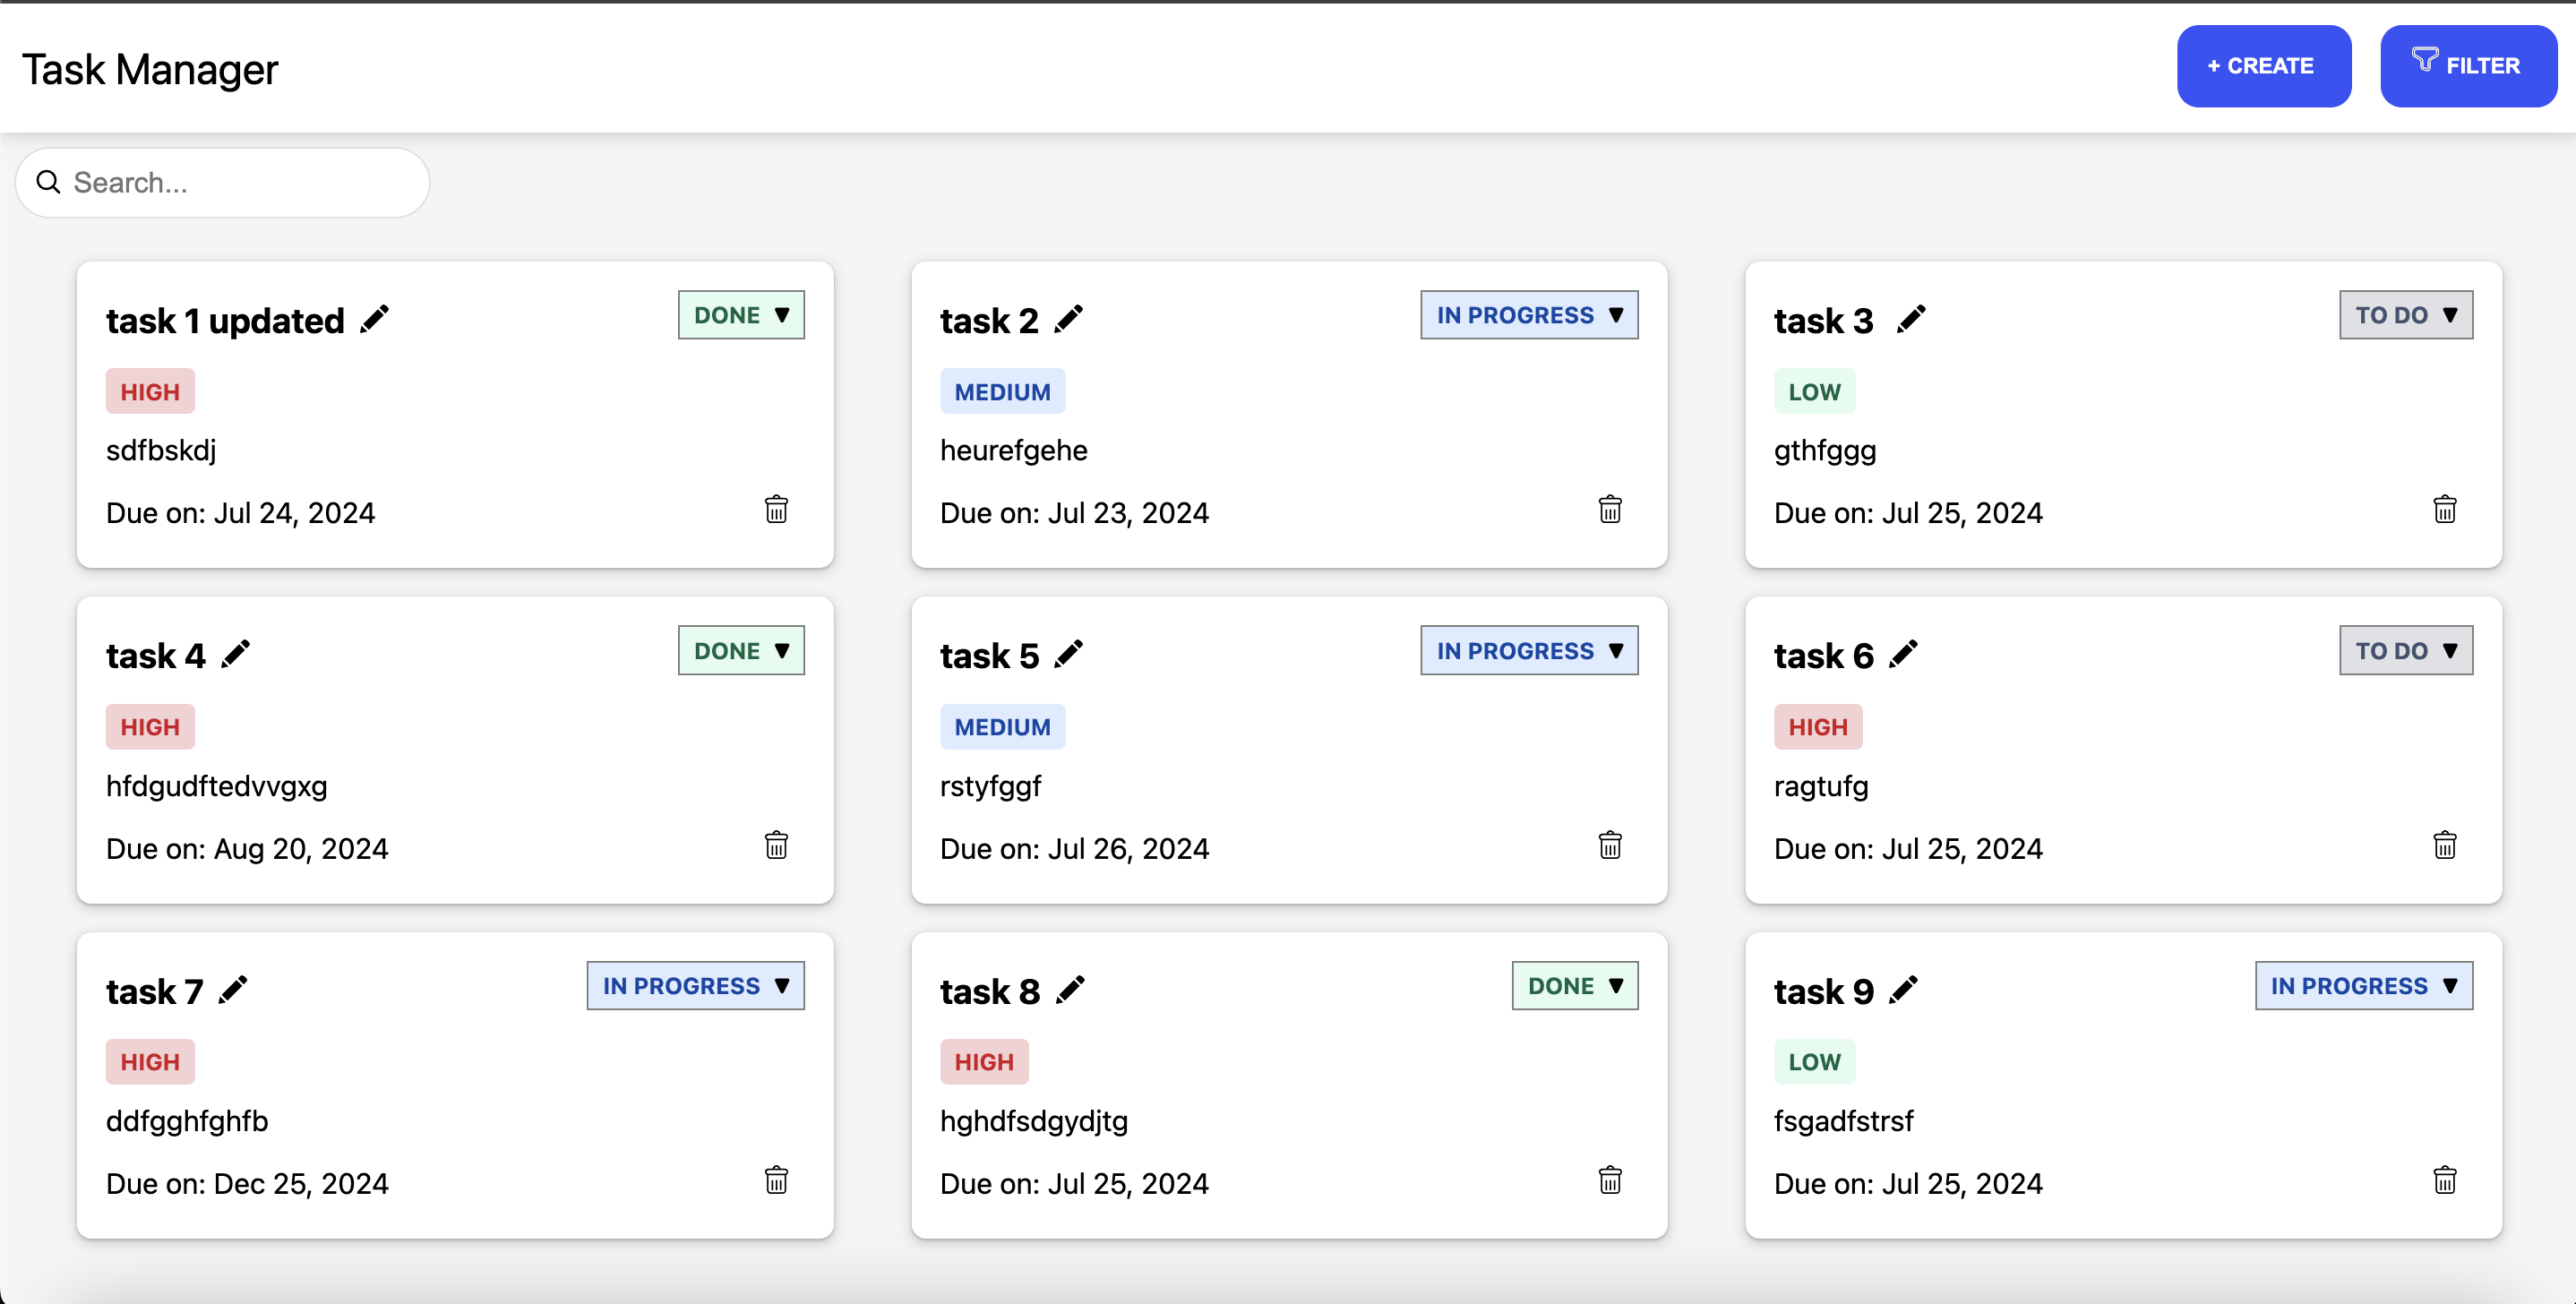 Task Manager
+ CREATE
FILTER
Search...
task 1 updated
DONE ▼
HIGH
sdfbskdj
Due on: Jul 24, 2024
task 2
IN PROGRESS ▼
MEDIUM
heurefgehe
Due on: Jul 23, 2024
task 3
TO DO ▼
LOW
gthfggg
Due on: Jul 25, 2024
task 4
DONE ▼
HIGH
hfdgudftedvvgxg
Due on: Aug 20, 2024
task 5
IN PROGRESS ▼
MEDIUM
rstyfggf
Due on: Jul 26, 2024
task 6
TO DO ▼
HIGH
ragtufg
Due on: Jul 25, 2024
task 7
IN PROGRESS ▼
HIGH
ddfgghfghfb
Due on: Dec 25, 2024
task 8
DONE ▼
HIGH
hghdfsdgydjtg
Due on: Jul 25, 2024
task 9
IN PROGRESS ▼
LOW
fsgadfstrsf
Due on: Jul 25, 2024